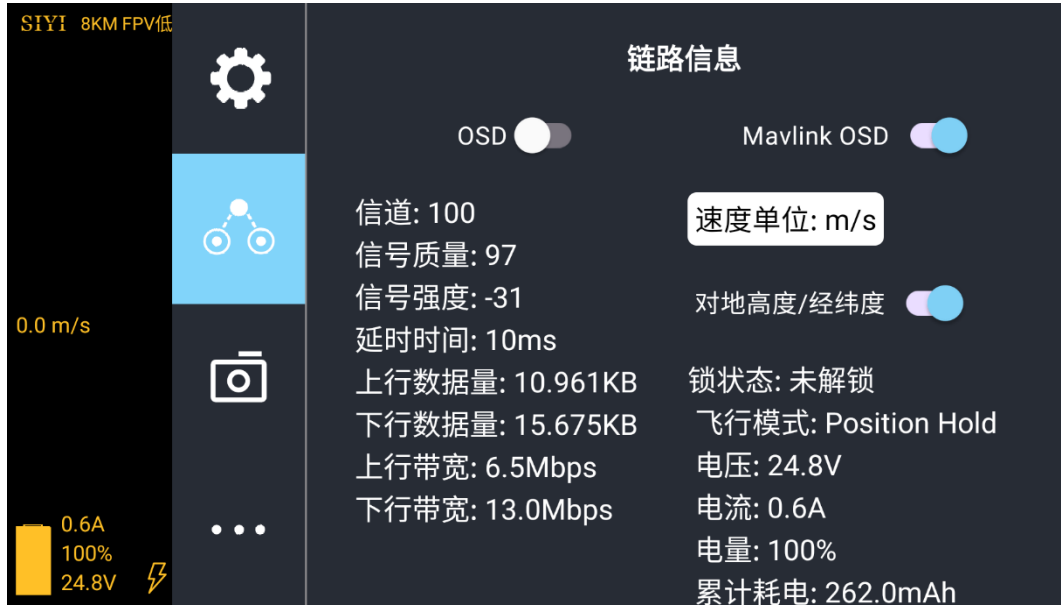 SIYI 8KM FPV低
0.0 m/s
0.6A
100%
24.8V
链路信息
OSD
Mavlink OSD
信道: 100
信号质量: 97
信号强度: -31
延时时间: 10ms
上行数据量: 10.961KB
下行数据量: 15.675KB
上行带宽: 6.5Mbps
下行带宽: 13.0Mbps
速度单位: m/s
对地高度/经纬度
锁状态: 未解锁
飞行模式: Position Hold
电压: 24.8V
电流: 0.6A
电量: 100%
累计耗电: 262.0mAh